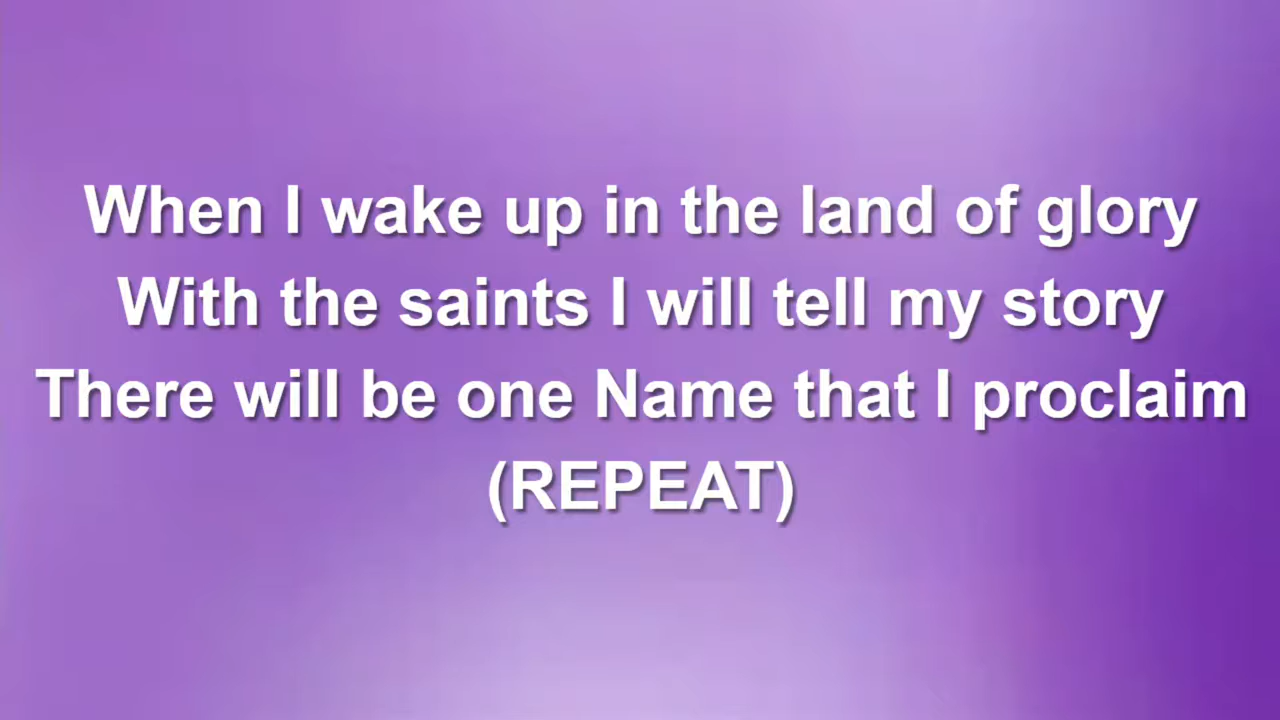 When I wake up in the land of glory
With the saints I will tell my story
There will be one Name that I proclaim
(REPEAT)